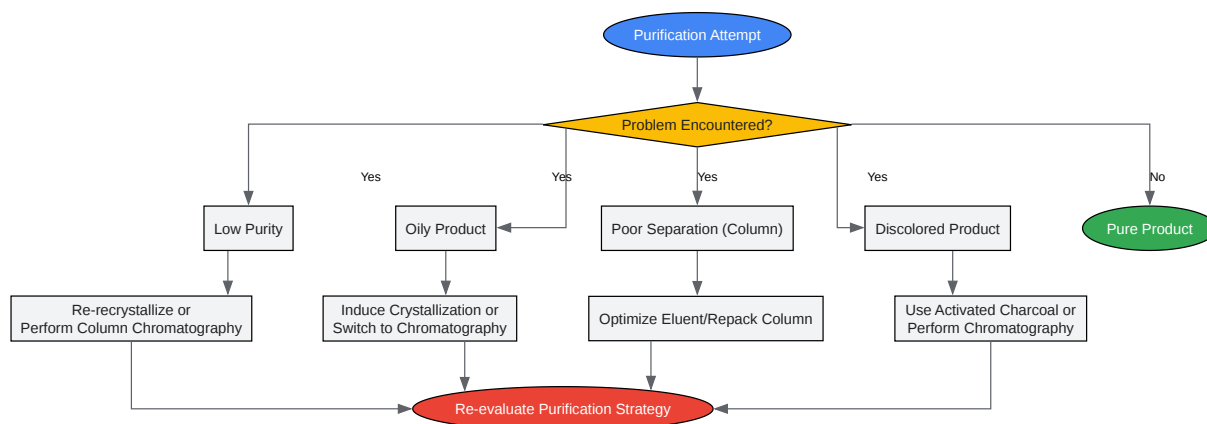 Purification Attempt
Problem Encountered?
Yes
Yes
Yes
Yes
No
Low Purity
Oily Product
Poor Separation (Column)
Discolored Product
Pure Product
Re-recrystallize or
Perform Column Chromatography
Induce Crystallization or
Switch to Chromatography
Optimize Eluent/Repack Column
Use Activated Charcoal or
Perform Chromatography
Re-evaluate Purification Strategy